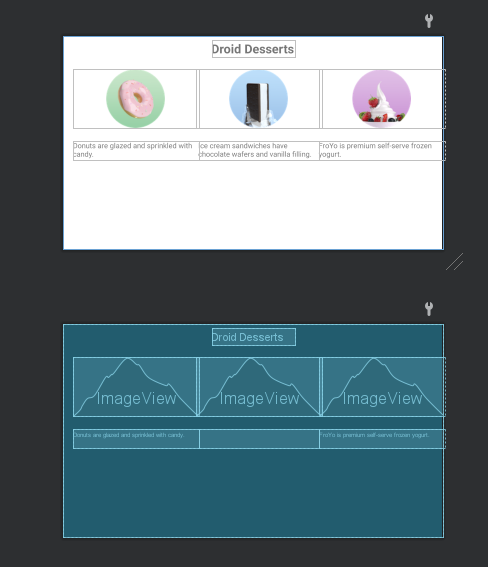 Droid Desserts
Donuts are glazed and sprinkled with candy.
Ice cream sandwiches have chocolate wafers and vanilla filling.
FroYo is premium self-serve frozen yogurt.
Droid Desserts
ImageView
ImageView
ImageView
Donuts are glazed and sprinkled with candy.
FroYo is premium self-serve frozen yogurt.